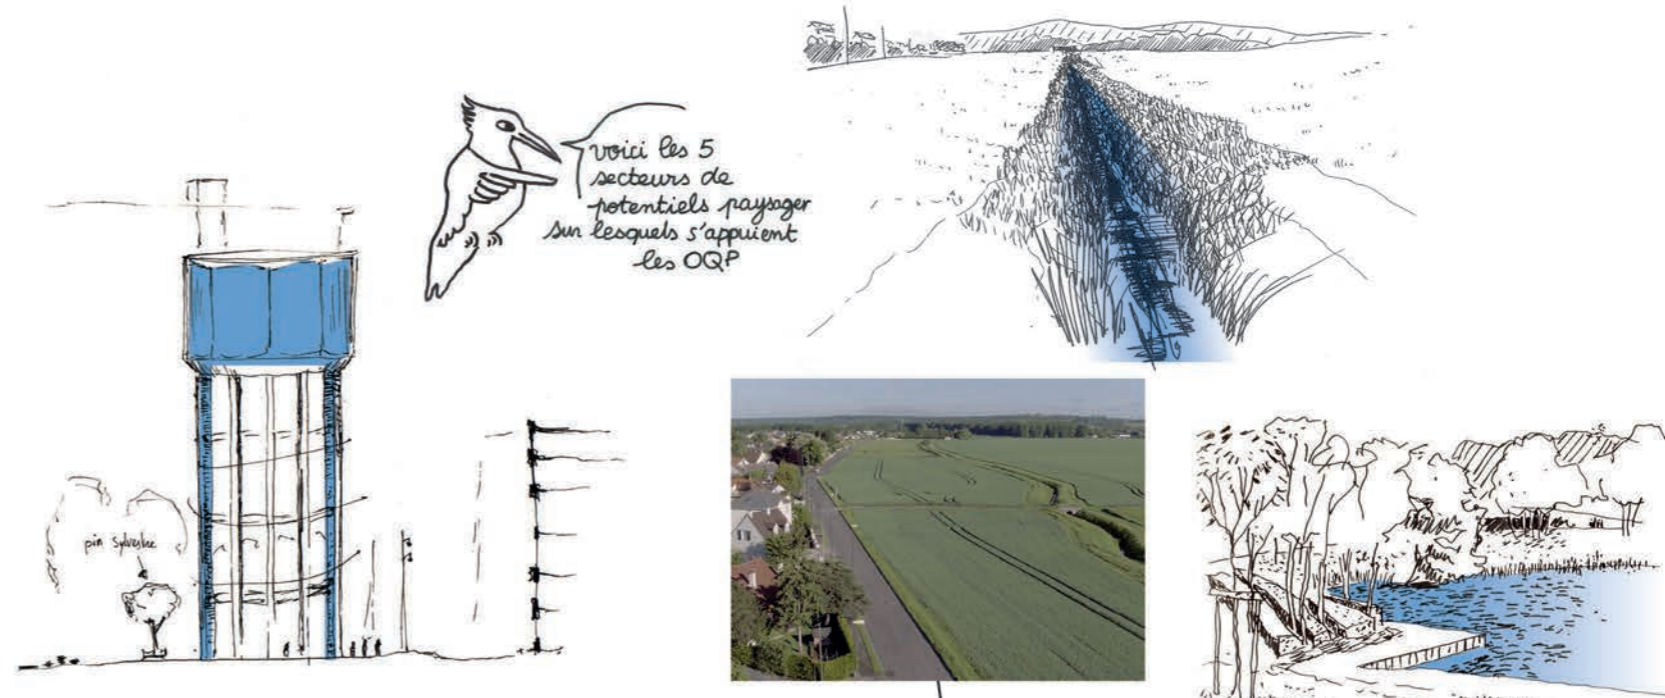 voici les 5
secteurs de
potentiels paysager
sur lesquels s'appuient
les OQP
pin sylvestre